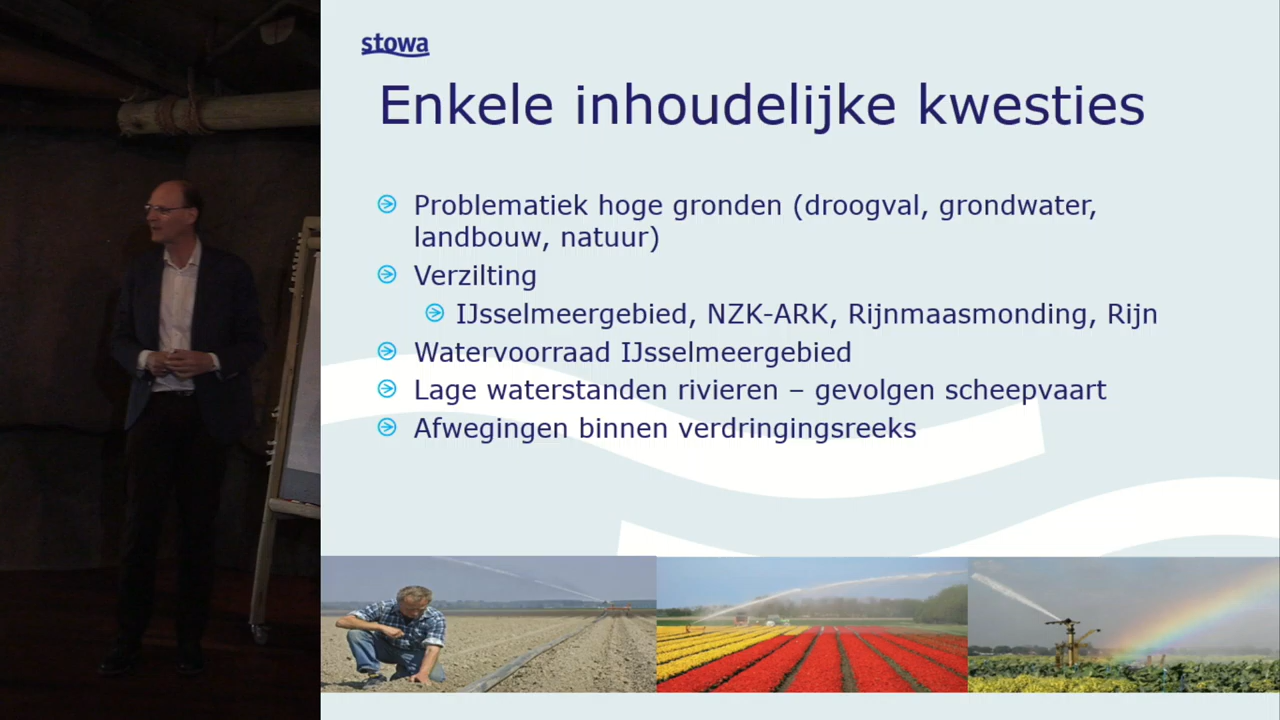 stowa
Enkele inhoudelijke kwesties
Problematiek hoge gronden (droogval, grondwater,
landbouw, natuur)
Verzilting
IJsselmeergebied, NZK-ARK, Rijnmaasmonding, Rijn
Watervoorraad IJsselmeergebied
Lage waterstanden rivieren – gevolgen scheepvaart
Afwegingen binnen verdringingsreeks